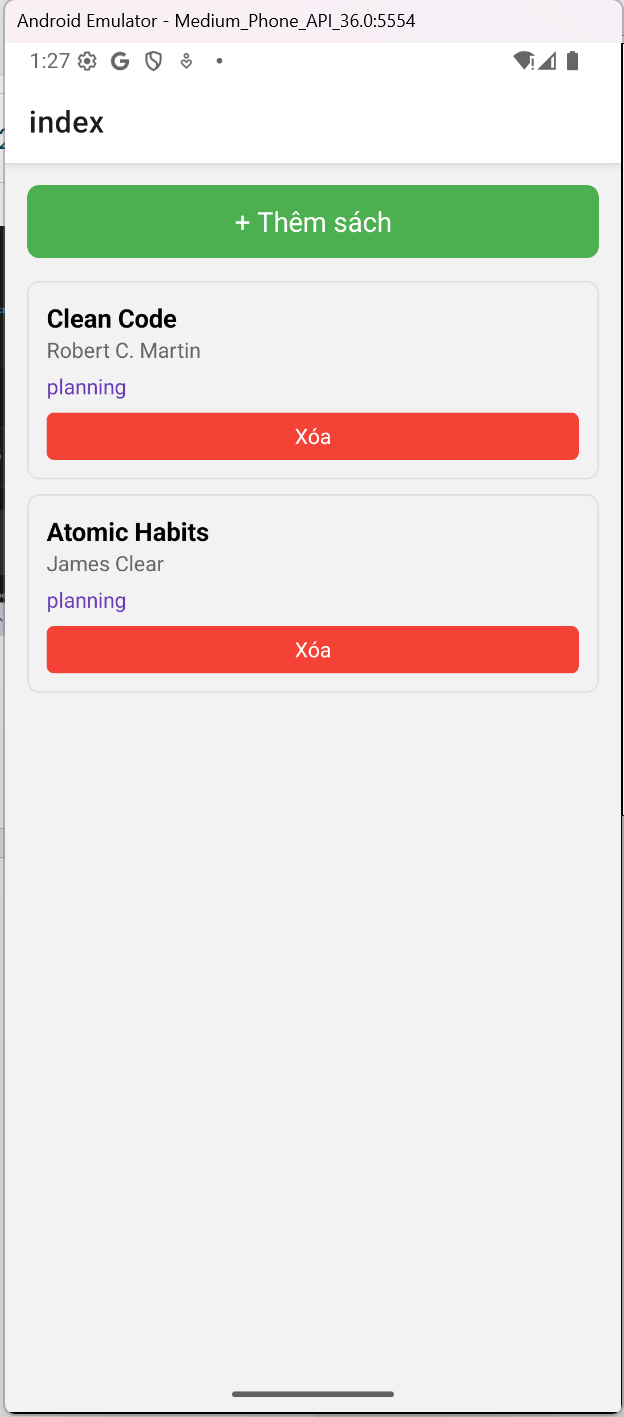 Android Emulator - Medium_Phone_API_36.0:5554
1:27
index
+ Thêm sách
Clean Code
Robert C. Martin
planning
Xóa
Atomic Habits
James Clear
planning
Xóa